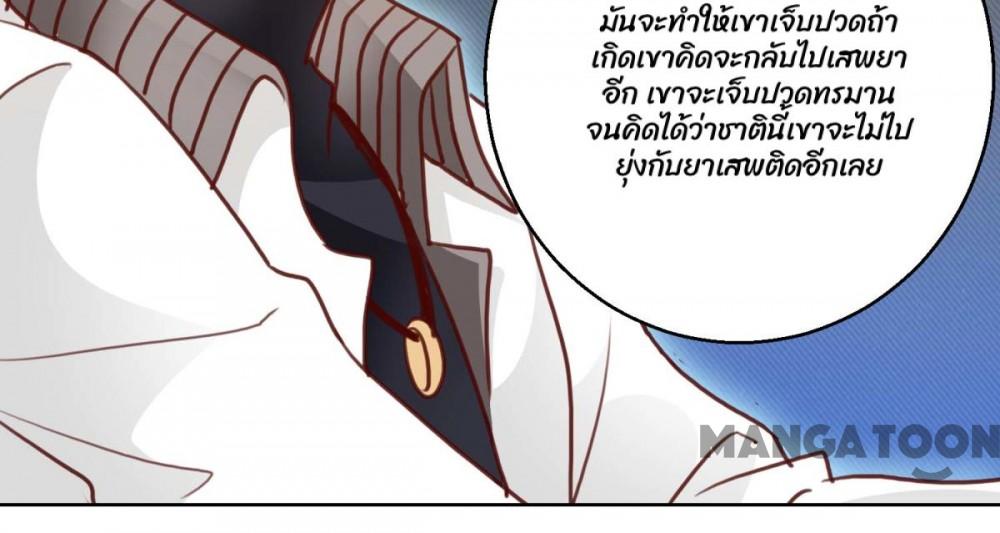 มันจะทำให้เขาเจ็บปวดถ้า
เกิดเขาคิดจะกลับไปเสพยา
อีก เขาจะเจ็บปวดทรมาน
จนคิดได้ว่าชาตินี้เขาจะไม่ไป
ยุ่งกับยาเสพติดอีกเลย
MANGATOON